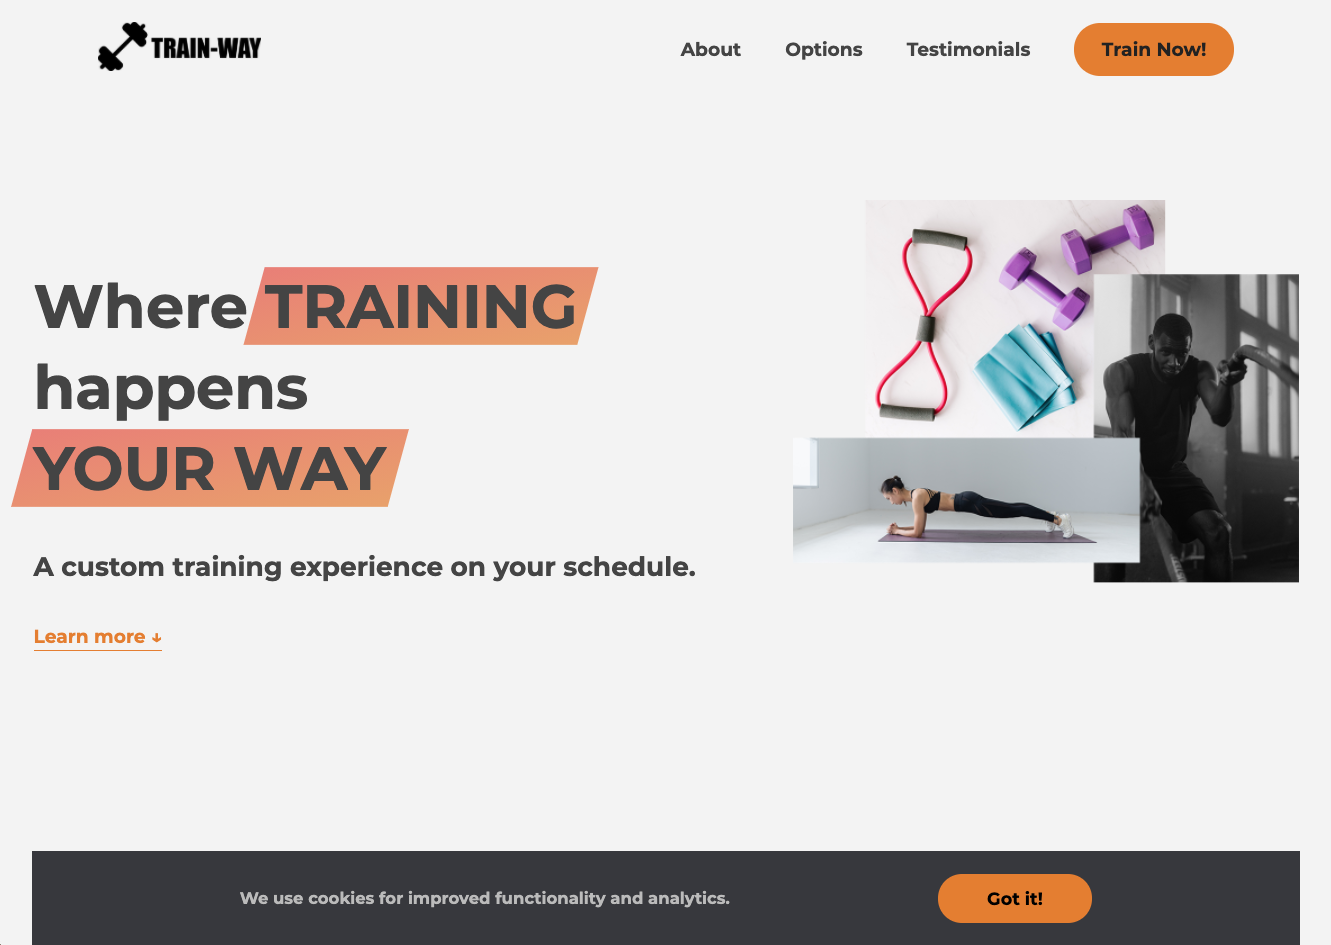 TRAIN-WAY
About Options Testimonials Train Now!
Where TRAINING
happens
YOUR WAY
A custom training experience on your schedule.
Learn more ↓
We use cookies for improved functionality and analytics. Got it!